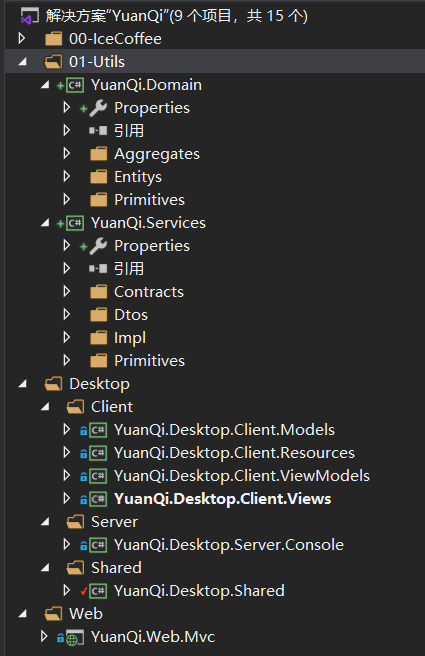 解决方案“YuanQi”(9 个项目，共 15 个)
00-IceCoffee
01-Utils
YuanQi.Domain
Properties
引用
Aggregates
Entitys
Primitives
YuanQi.Services
Properties
引用
Contracts
Dtos
Impl
Primitives
Desktop
Client
YuanQi.Desktop.Client.Models
YuanQi.Desktop.Client.Resources
YuanQi.Desktop.Client.ViewModels
YuanQi.Desktop.Client.Views
Server
YuanQi.Desktop.Server.Console
Shared
YuanQi.Desktop.Shared
Web
YuanQi.Web.Mvc